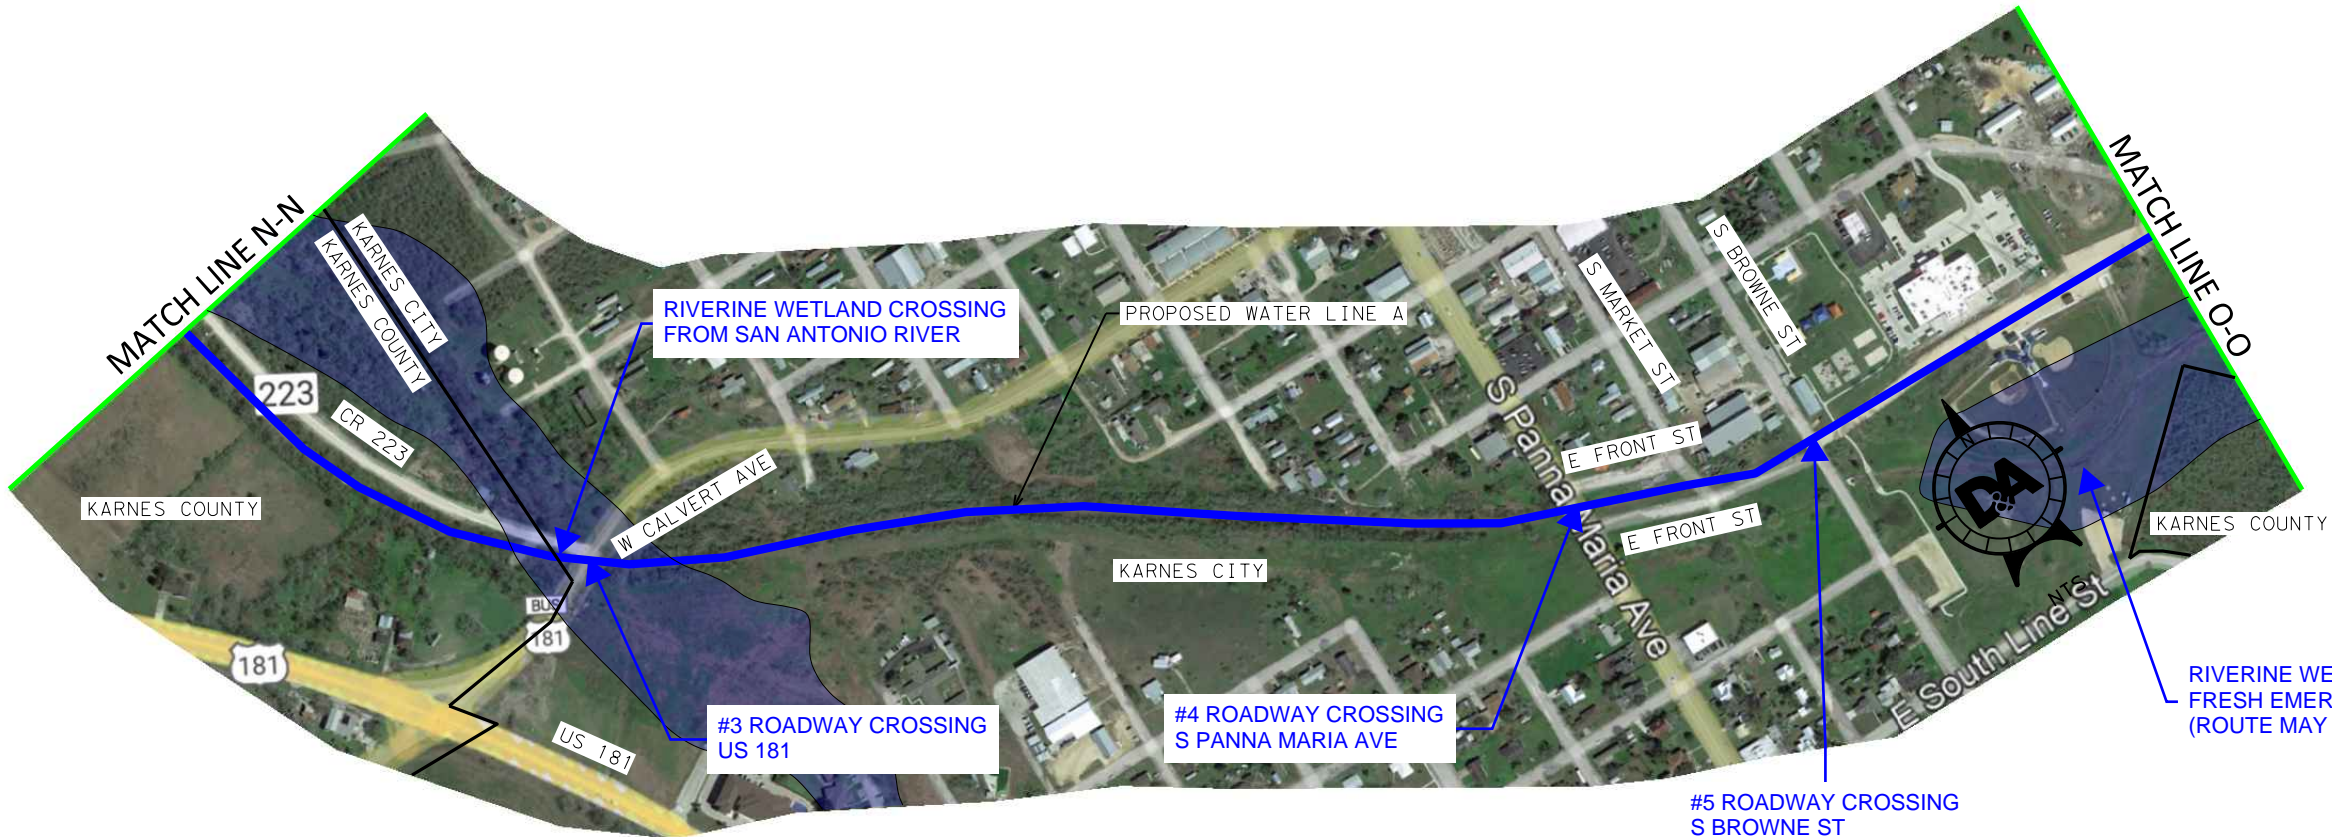 MATCH LINE N-N
KARNES CITY
KARNES COUNTY
223
CR 223
KARNES COUNTY
RIVERINE WETLAND CROSSING
FROM SAN ANTONIO RIVER
PROPOSED WATER LINE A
W CALVERT AVE
BUS
181
181
US 181
#3 ROADWAY CROSSING
US 181
KARNES CITY
S Panna Maria Ave
S MARKET ST
S BROWNE ST
E FRONT ST
E FRONT ST
#4 ROADWAY CROSSING
S PANNA MARIA AVE
#5 ROADWAY CROSSING
S BROWNE ST
MATCH LINE O-O
N
D&A
NTS
KARNES COUNTY
E South Line St
RIVERINE WE
FRESH EMER
(ROUTE MAY